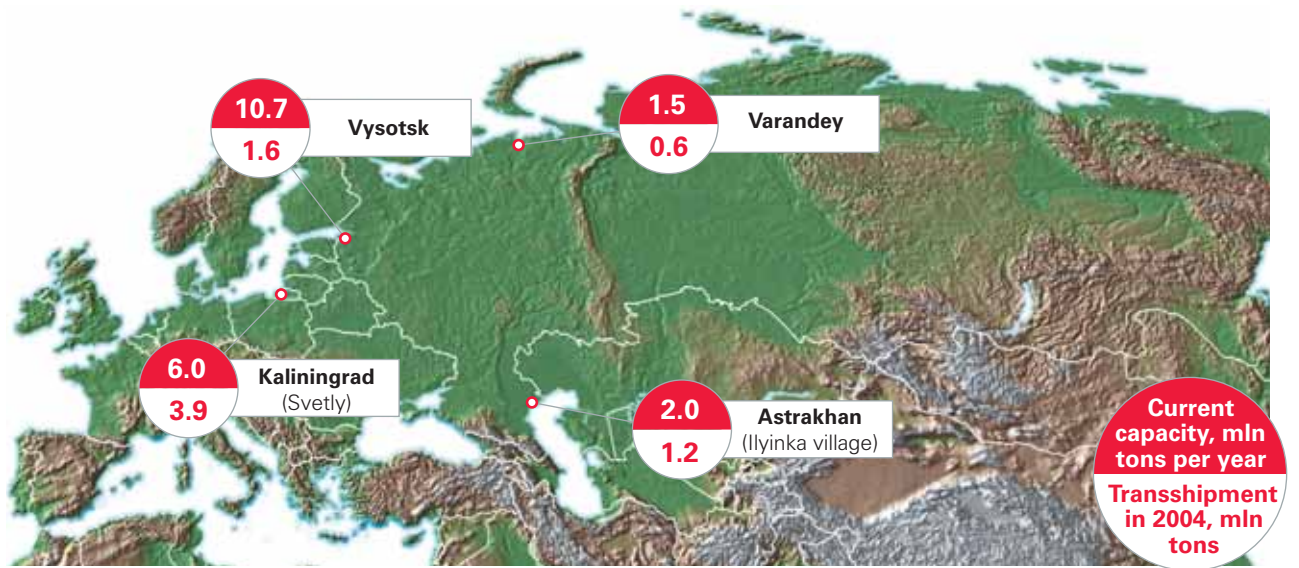 10.7
1.6
Vysotsk
1.5
0.6
Varandey
6.0
3.9
Kaliningrad
(Svetly)
2.0
1.2
Astrakhan
(Ilyinka village)
Current
capacity, mln
tons per year
Transshipment
in 2004, mln
tons